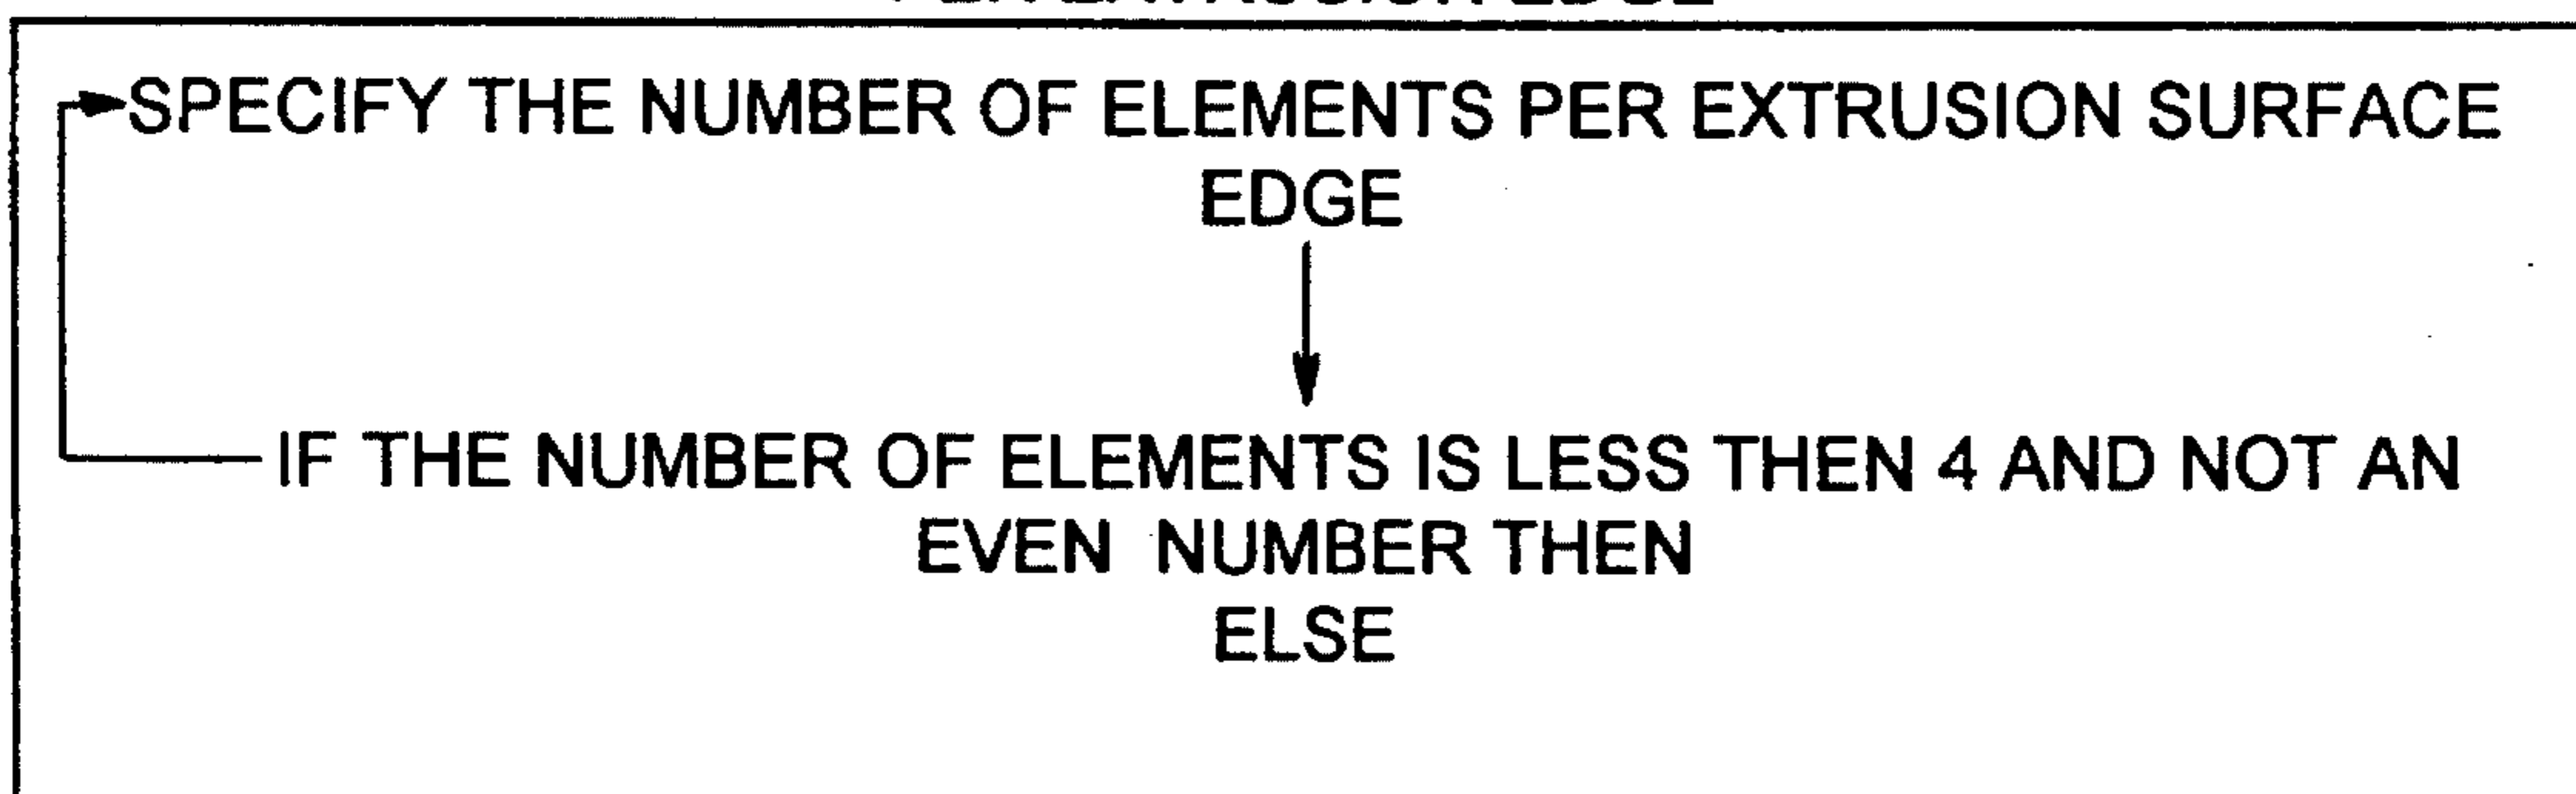 SPECIFY THE NUMBER OF ELEMENTS PER EXTRUSION SURFACE
EDGE
IF THE NUMBER OF ELEMENTS IS LESS THEN 4 AND NOT AN
EVEN NUMBER THEN
ELSE